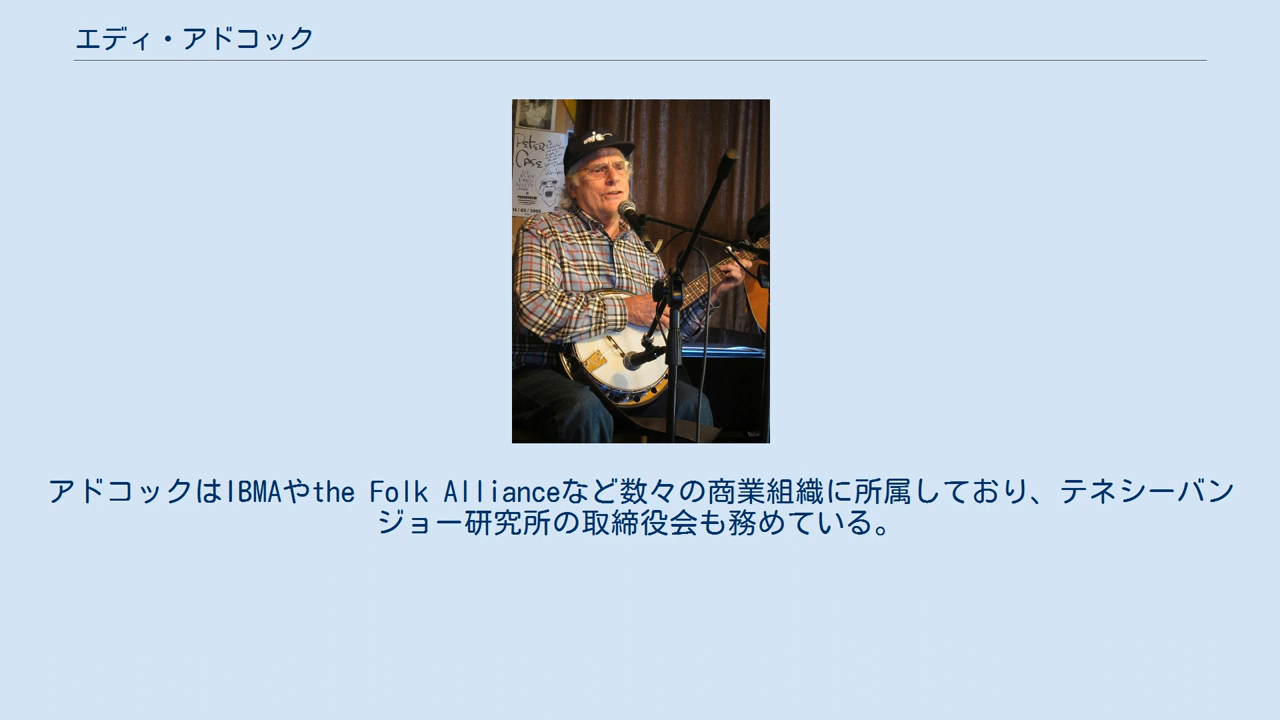 エディ・アドコック
PETER
CASE
アドコックはIBMAやthe Folk Allianceなど数々の商業組織に所属しており、テネシーバン
ジョー研究所の取締役会も務めている。